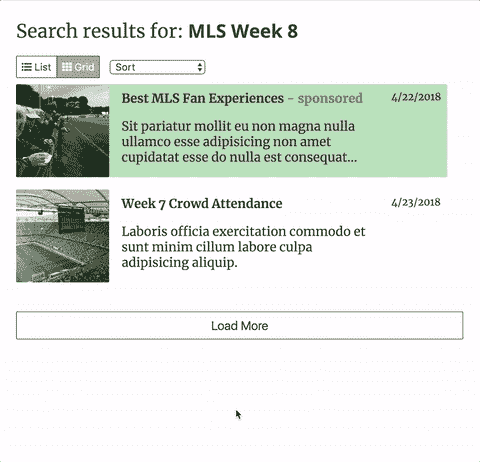 Search results for: MLS Week 8
List Grid Sort
Best MLS Fan Experiences - sponsored 4/22/2018
Sit pariatur mollit eu non magna nulla
ullamco esse adipisicing non amet
cupidatat esse do nulla est consequat...
Week 7 Crowd Attendance 4/23/2018
Laboris officia exercitation commodo et
sunt minim cillum labore culpa
adipisicing aliquip.
Load More